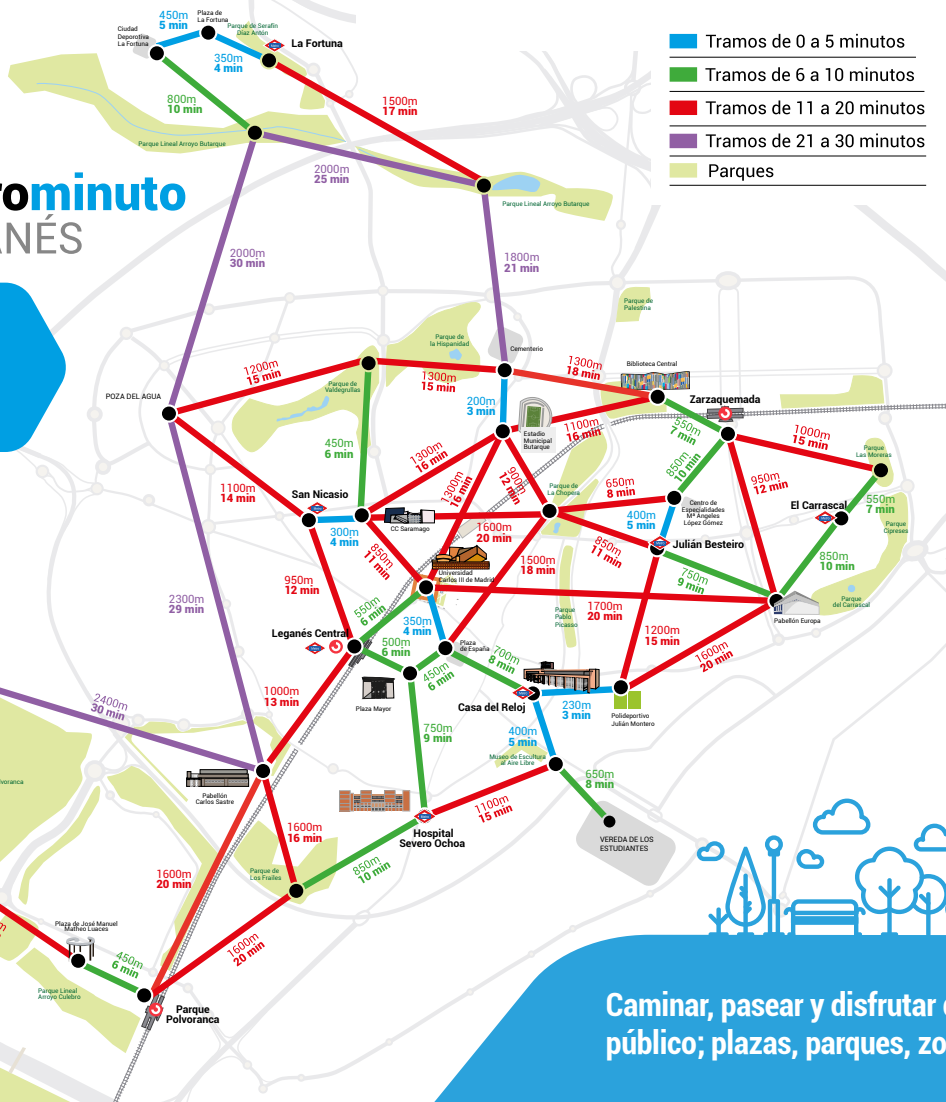 450m
5 min
Plaza de
La Fortuna
Ciudad
Deportiva
La Fortuna
Parque de Serafín
Díaz Antón
La Fortuna
350m
4 min
Tramos de 0 a 5 minutos
Tramos de 6 a 10 minutos
Tramos de 11 a 20 minutos
Tramos de 21 a 30 minutos
Parques
800m
10 min
1500m
17 min
Parque Lineal Arroyo Butarque
2000m
25 min
rominuto
ANÉS
Parque Lineal Arroyo Butarque
2000m
30 min
1800m
21 min
Parque de
Palestina
Parque de
la Hispanidad
Cementerio
1200m
15 min
1300m
15 min
1300m
18 min
Biblioteca Central
Parque de
Valdegrullas
POZA DEL AGUA
200m
3 min
Zarzaquemada
Estadio
Municipal
Butarque
1100m
16 min
550m
7 min
1000m
15 min
450m
6 min
1300m
16 min
Parque
Las Moreras
850m
10 min
950m
12 min
1100m
14 min
San Nicasio
1300m
16 min
900m
12 min
Parque de
La Chopera
650m
8 min
550m
7 min
El Carrascal
Centro de
Especialidades
Mª Ángeles
López Gómez
400m
5 min
CC Saramago
300m
4 min
1600m
20 min
Parque
Cipreses
850m
11 min
850m
11 min
Julián Besteiro
850m
10 min
1500m
18 min
Universidad
Carlos III de Madrid
950m
12 min
750m
9 min
2300m
29 min
550m
6 min
1700m
20 min
Parque
del Carrascal
Pabellón Europa
Parque
Pablo
Picasso
350m
4 min
Leganés Central
1200m
15 min
500m
6 min
Plaza
de España
700m
8 min
1600m
20 min
450m
6 min
Plaza Mayor
1000m
13 min
2400m
30 min
Casa del Reloj
230m
3 min
Polideportivo
Julián Montero
750m
9 min
400m
5 min
Museo de Escultura
al Aire Libre
lvoranca
650m
8 min
Pabellón
Carlos Sastre
1100m
15 min
1600m
16 min
Hospital
Severo Ochoa
VEREDA DE LOS
ESTUDIANTES
850m
10 min
1600m
20 min
Parque de
Los Frailes
Plaza de José Manuel
Matheo Luaces
1600m
20 min
450m
6 min
Parque Lineal
Arroyo Culebro
Parque
Polvoranca
Caminar, pasear y disfrutar
público; plazas, parques, zo